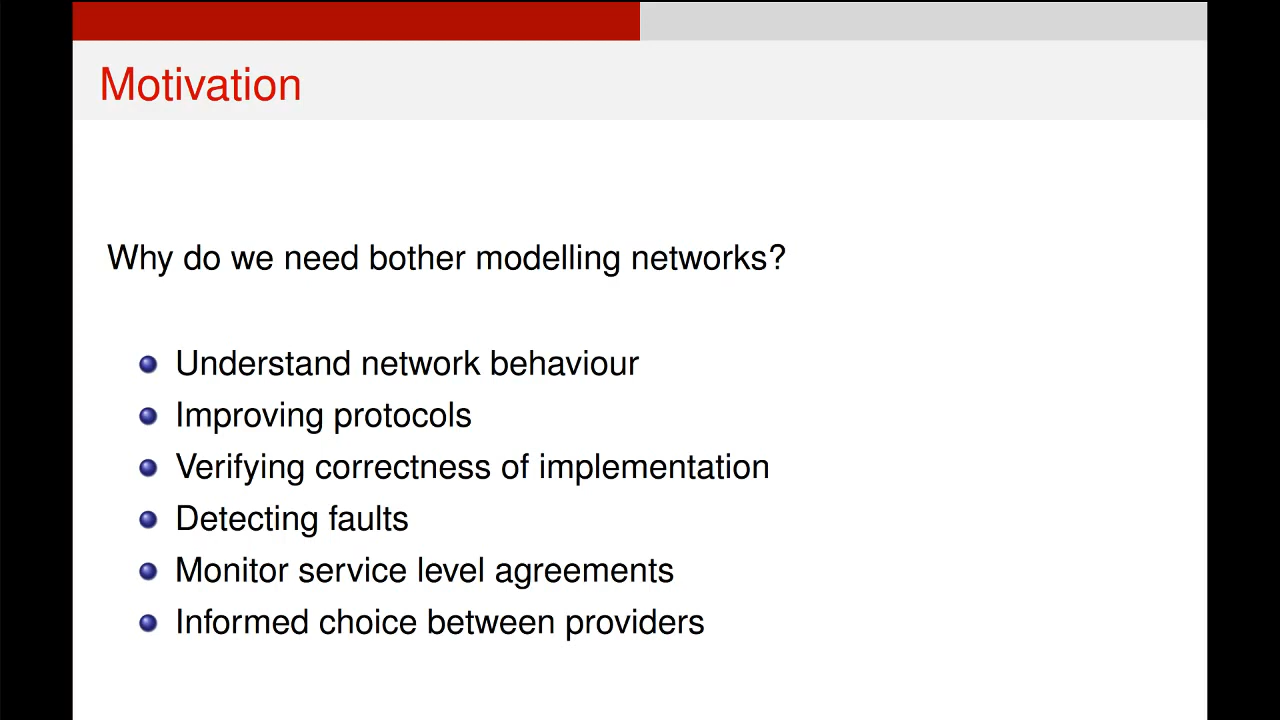 Motivation
Why do we need bother modelling networks?
Understand network behaviour
Improving protocols
Verifying correctness of implementation
Detecting faults
Monitor service level agreements
Informed choice between providers